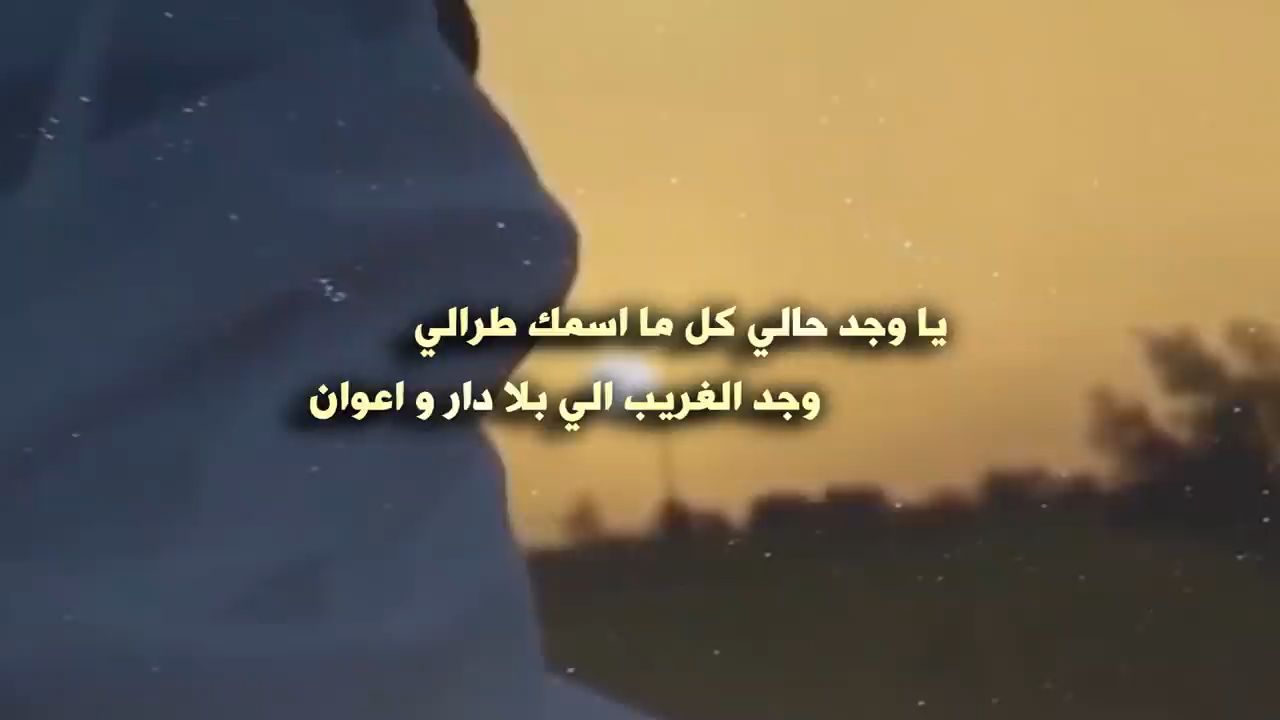 يا وجد حالي كل ما اسمك طرالي
وجد الغريب الي بلا دار و اعوان